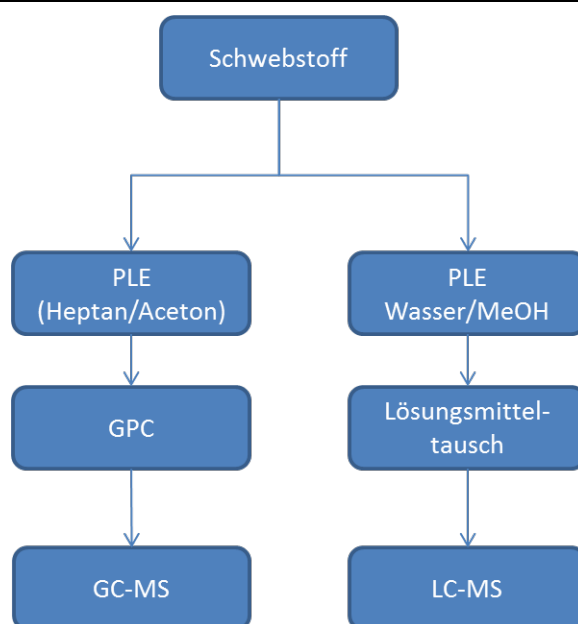 Schwebstoff
PLE
(Heptan/Aceton)
PLE
Wasser/MeOH
GPC
Lösungsmittel-
tausch
GC-MS
LC-MS